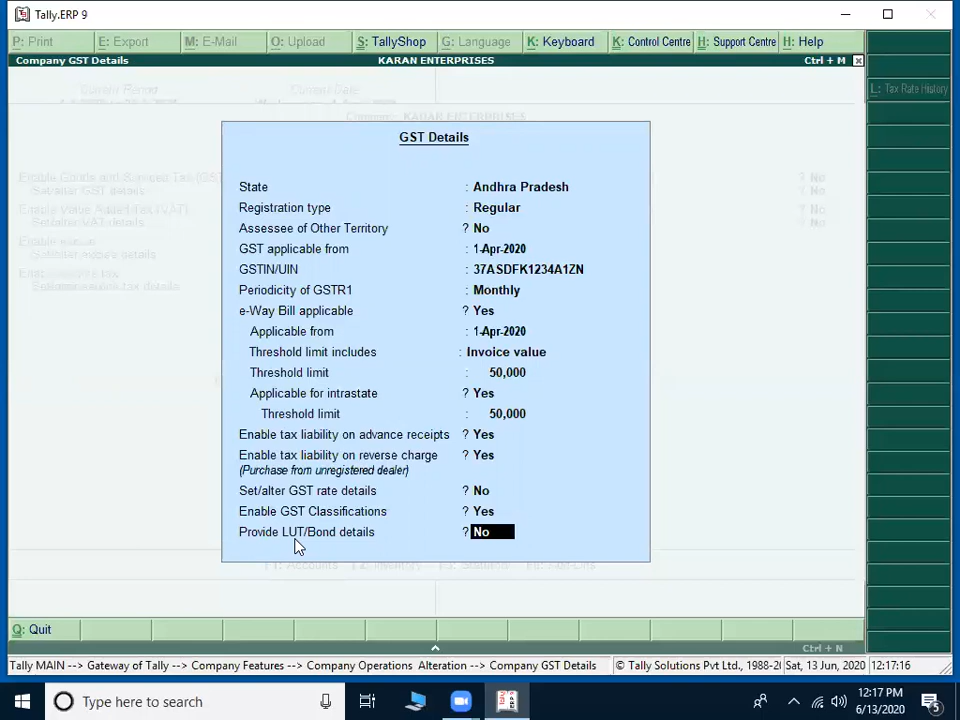 Tally.ERP 9
P: Print E: Export M: E-Mail O: Upload S: TallyShop G: Language K: Keyboard K: Control Centre H: Support Centre H: Help
Company GST Details KARAN ENTERPRISES Ctrl + M
L: Tax Rate History
Current Period Current Date
GST Details
State : Andhra Pradesh
Registration type : Regular
Assessee of Other Territory ? No
GST applicable from : 1-Apr-2020
GSTIN/UIN : 37ASDFK1234A1ZN
Periodicity of GSTR1 : Monthly
e-Way Bill applicable ? Yes
Applicable from : 1-Apr-2020
Threshold limit includes : Invoice value
Threshold limit : 50,000
Applicable for intrastate ? Yes
Threshold limit : 50,000
Enable tax liability on advance receipts ? Yes
Enable tax liability on reverse charge ? Yes
(Purchase from unregistered dealer)
Set/alter GST rate details ? No
Enable GST Classifications ? Yes
Provide LUT/Bond details ? No
Q: Quit
Ctrl + N
Tally MAIN --> Gateway of Tally --> Company Features --> Company Operations Alteration --> Company GST Details © Tally Solutions Pvt Ltd., 1988-20 Sat, 13 Jun, 2020 12:17:16
Type here to search
12:17 PM
6/13/2020
5